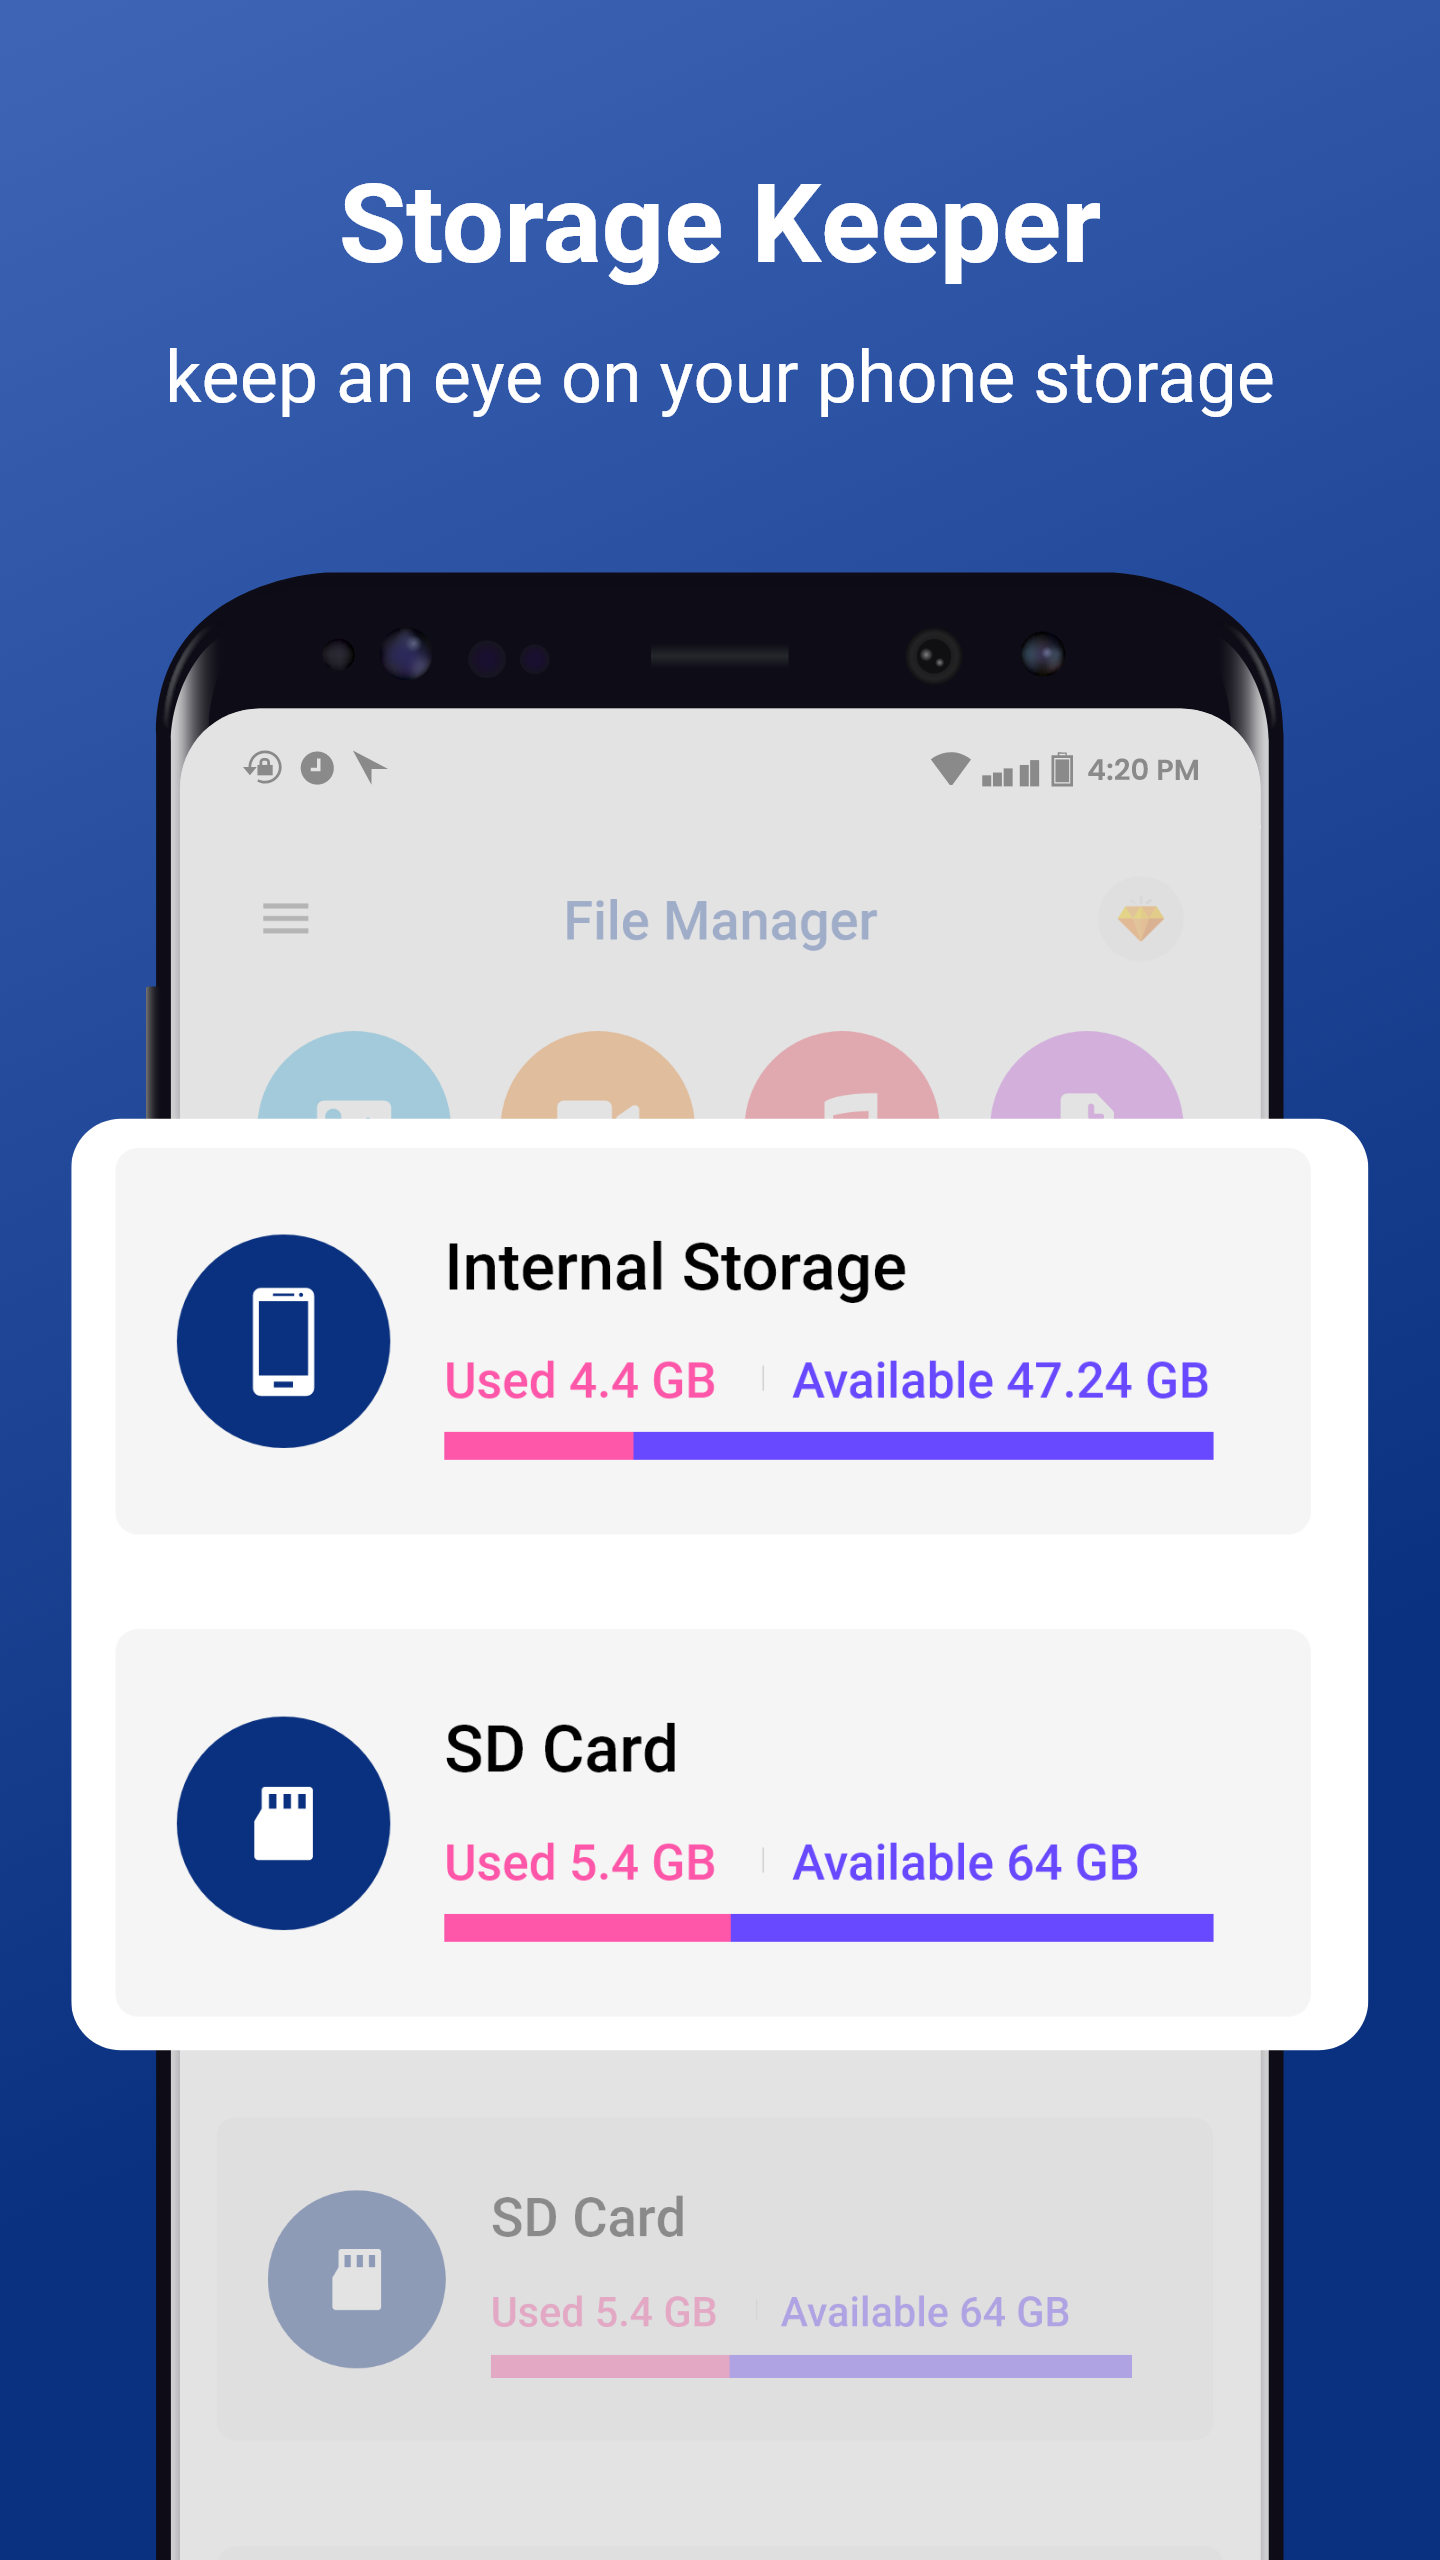 Storage Keeper
keep an eye on your phone storage
4:20 PM
File Manager
Internal Storage
Used 4.4 GB Available 47.24 GB
SD Card
Used 5.4 GB Available 64 GB
SD Card
Used 5.4 GB Available 64 GB